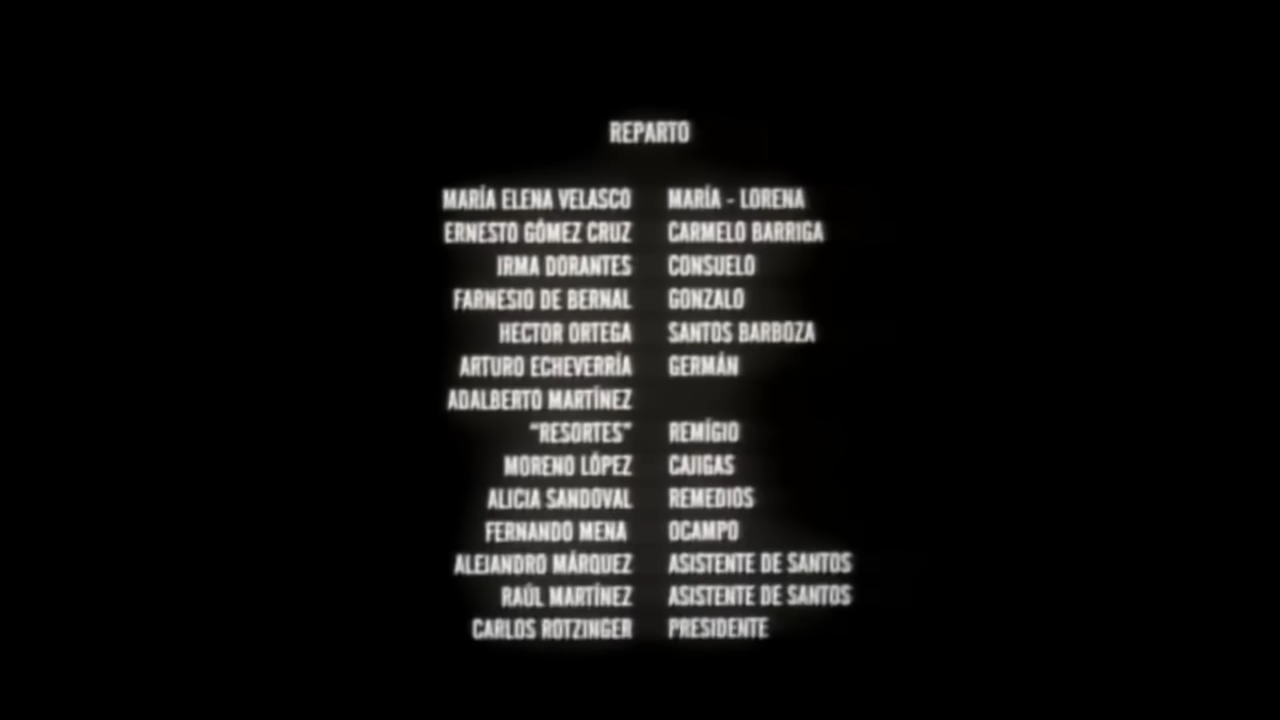 REPARTO
MARÍA ELENA VELASCO MARÍA - LORENA
ERNESTO GÓMEZ CRUZ CARMELO BARRIGA
IRMA DORANTES CONSUELO
FARNESIO DE BERNAL GONZALO
HECTOR ORTEGA SANTOS BARBOZA
ARTURO ECHEVERRÍA GERMÁN
ADALBERTO MARTÍNEZ
"RESORTES" REMÍGIO
MORENO LÓPEZ CAJIGAS
ALICIA SANDOVAL REMEDIOS
FERNANDO MENA OCAMPO
ALEJANDRO MÁRQUEZ ASISTENTE DE SANTOS
RAÚL MARTÍNEZ ASISTENTE DE SANTOS
CARLOS ROTZINGER PRESIDENTE